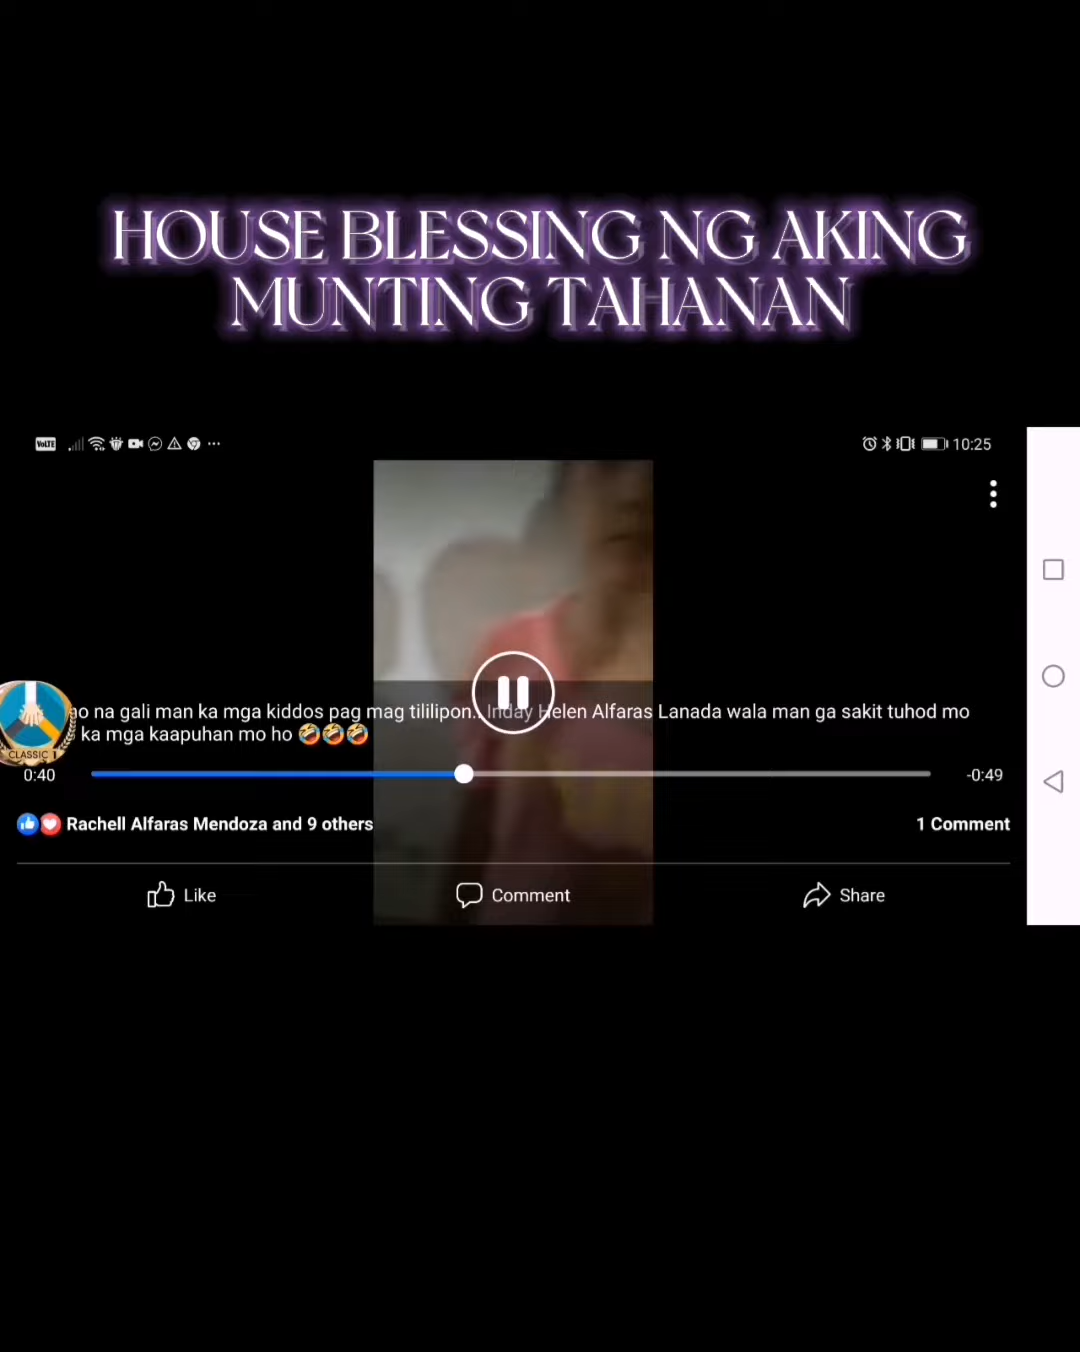 HOUSE BLESSING NG AKING
MUNTING TAHANAN
VoLTE
10:25
na gali man ka mga kiddos pag mag tililipon.. Inday Helen Alfaras Lanada wala man ga sakit tuhod mo
ka mga kaapuhan mo ho 🤣🤣🤣
CLASSIC 1
0:40
-0:49
Rachell Alfaras Mendoza and 9 others
1 Comment
Like
Comment
Share